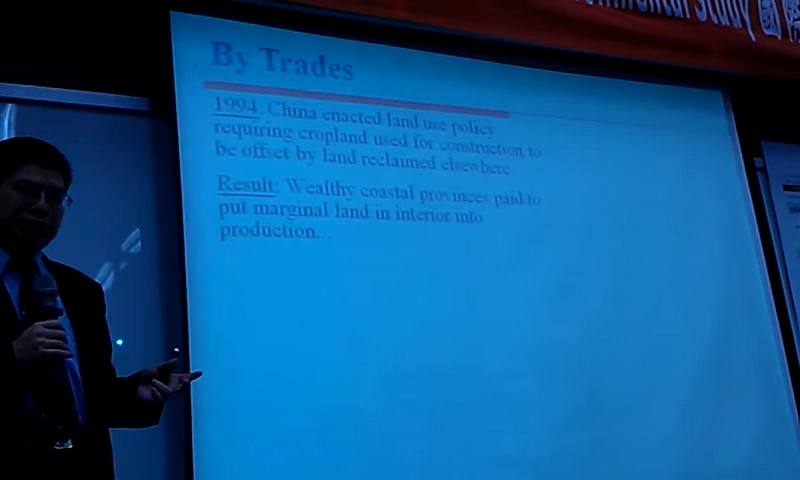 mental Study
By Trades
1994: China enacted land use policy
requiring cropland used for construction to
be offset by land reclaimed elsewhere
Result: Wealthy coastal provinces paid to
put marginal land in interior into
production...